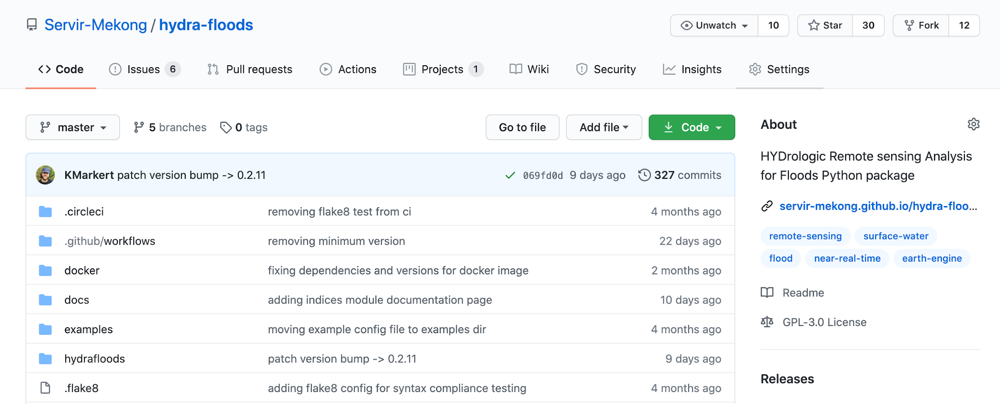 Servir-Mekong / hydra-floods
Unwatch 10 Star 30 Fork 12
Code Issues 6 Pull requests Actions Projects 1 Wiki Security Insights Settings
master 5 branches 0 tags Go to file Add file Code
KMarkert patch version bump -> 0.2.11 069fd0d 9 days ago 327 commits
.circleci removing flake8 test from ci 4 months ago
.github/workflows removing minimum version 22 days ago
docker fixing dependencies and versions for docker image 2 months ago
docs adding indices module documentation page 10 days ago
examples moving example config file to examples dir 4 months ago
hydrafloods patch version bump -> 0.2.11 9 days ago
.flake8 adding flake8 config for syntax compliance testing 4 months ago
About
HYDrologic Remote sensing Analysis
for Floods Python package
servir-mekong.github.io/hydra-floo...
remote-sensing surface-water
flood near-real-time earth-engine
Readme
GPL-3.0 License
Releases